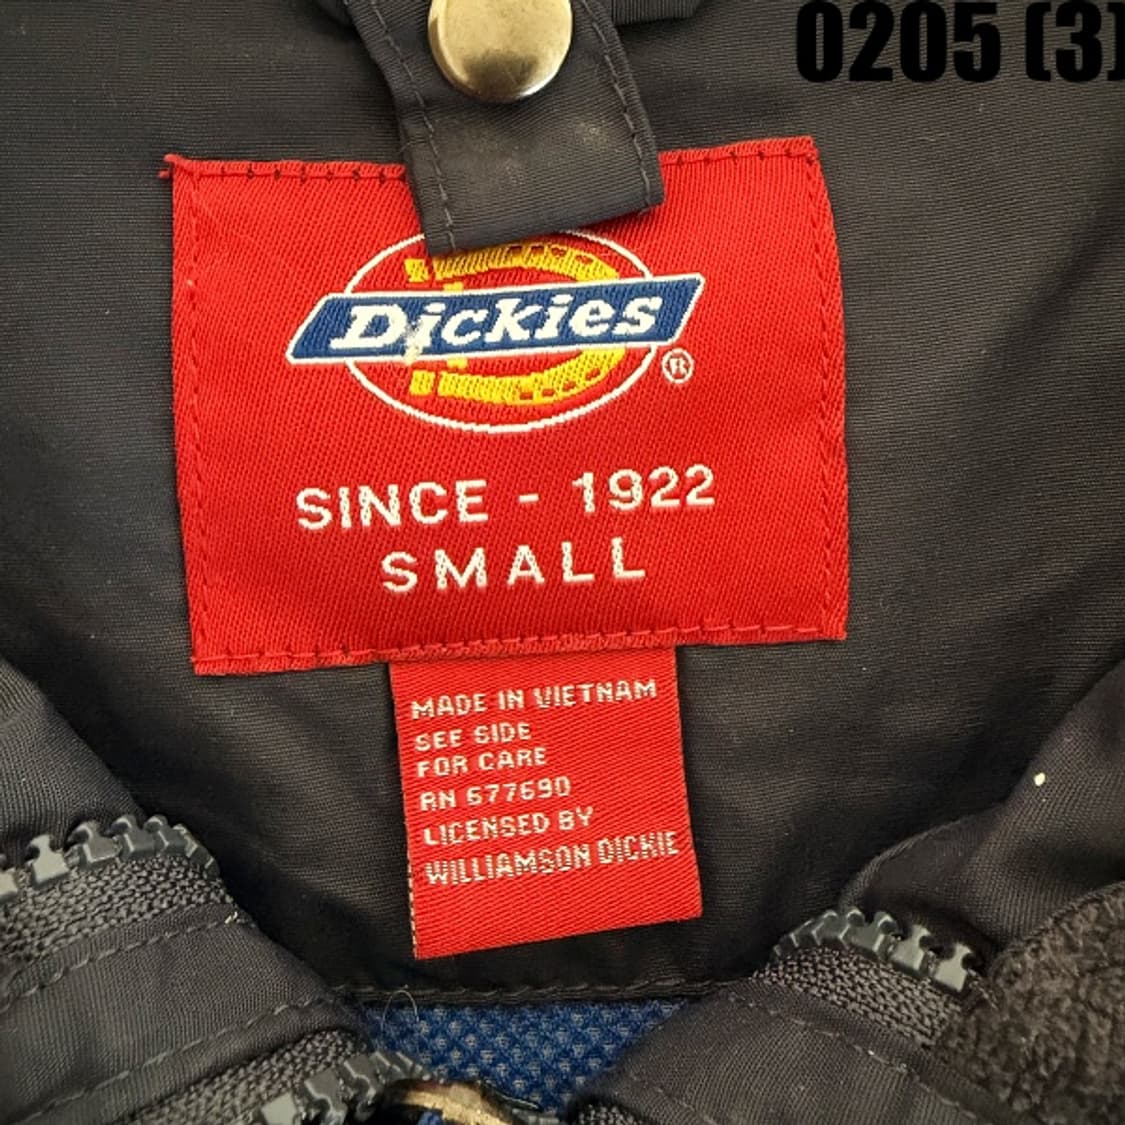 0205 (3)
Dickies
®
SINCE - 1922
SMALL
MADE IN VIETNAM
SEE SIDE
FOR CARE
RN 677690
LICENSED BY
WILLIAMSON DICKIE